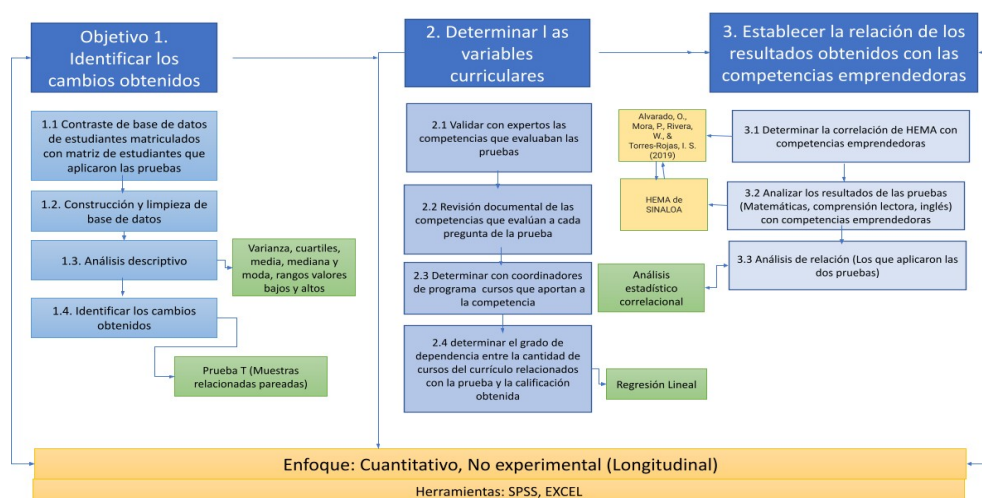 Objetivo 1.
Identificar los
cambios obtenidos
1.1 Contraste de base de datos
de estudiantes matriculados
con matriz de estudiantes que
aplicaron las pruebas
1.2. Construcción y limpieza de
base de datos
1.3. Análisis descriptivo
Varianza, cuartiles,
media, mediana y
moda, rangos valores
bajos y altos
1.4. Identificar los cambios
obtenidos
Prueba T (Muestras
relacionadas pareadas)
2. Determinar l as
variables
curriculares
2.1 Validar con expertos las
competencias que evaluaban las
pruebas
2.2 Revisión documental de las
competencias que evalúan a cada
pregunta de la prueba
2.3 Determinar con coordinadores
de programa cursos que aportan a
la competencia
2.4 determinar el grado de
dependencia entre la cantidad de
cursos del currículo relacionados
con la prueba y la calificación
obtenida
Regresión Lineal
3. Establecer la relación de los
resultados obtenidos con las
competencias emprendedoras
Alvarado, O.,
Mora, P., Rivera,
W., &
Torres-Rojas, I. S.
(2019)
HEMA de
SINALOA
3.1 Determinar la correlación de HEMA con
competencias emprendedoras
3.2 Analizar los resultados de las pruebas
(Matemáticas, comprensión lectora, inglés)
con competencias emprendedoras
3.3 Análisis de relación (Los que aplicaron las
dos pruebas)
Análisis
estadístico
correlacional
Enfoque: Cuantitativo, No experimental (Longitudinal)
Herramientas: SPSS, EXCEL